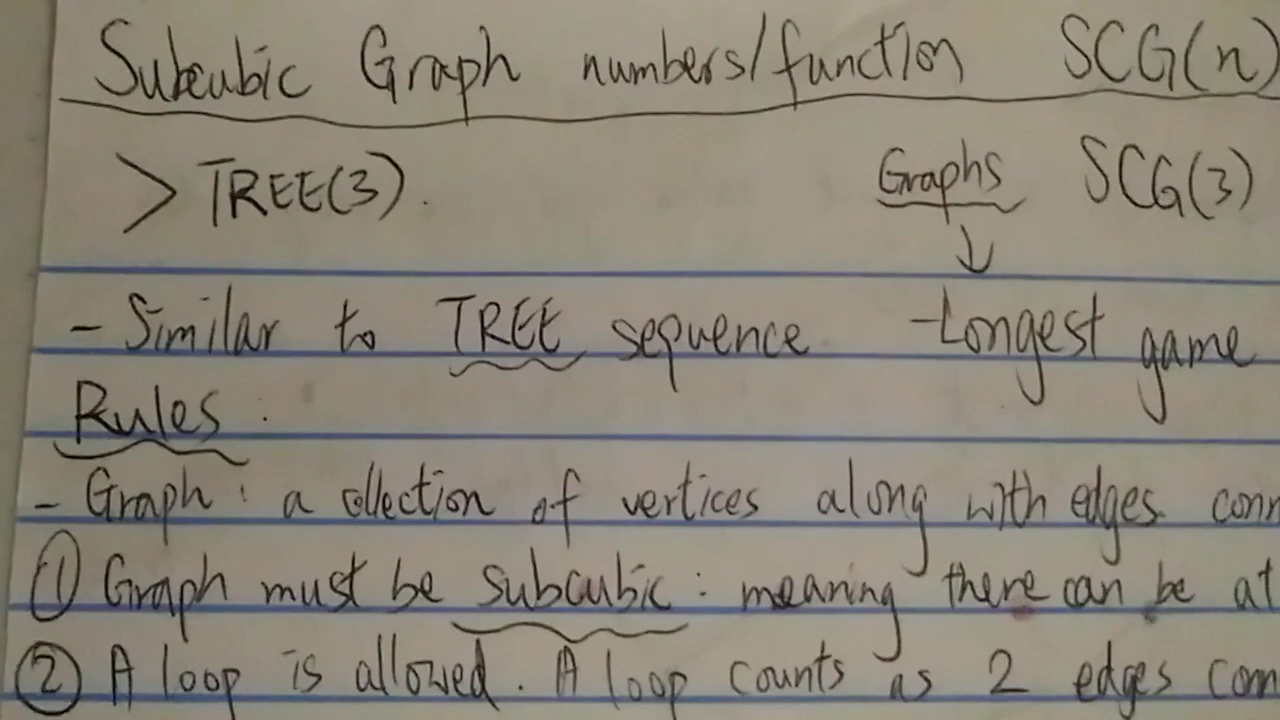 Subcubic Graph numbers/function SCG(n)
> TREE(3). Graphs SCG(3)
↓
- Similar to TREE sequence -Longest game
Rules :
- Graph : a collection of vertices along with edges conn
① Graph must be subcubic : meaning there can be at
② A loop is allowed. A loop counts as 2 edges com